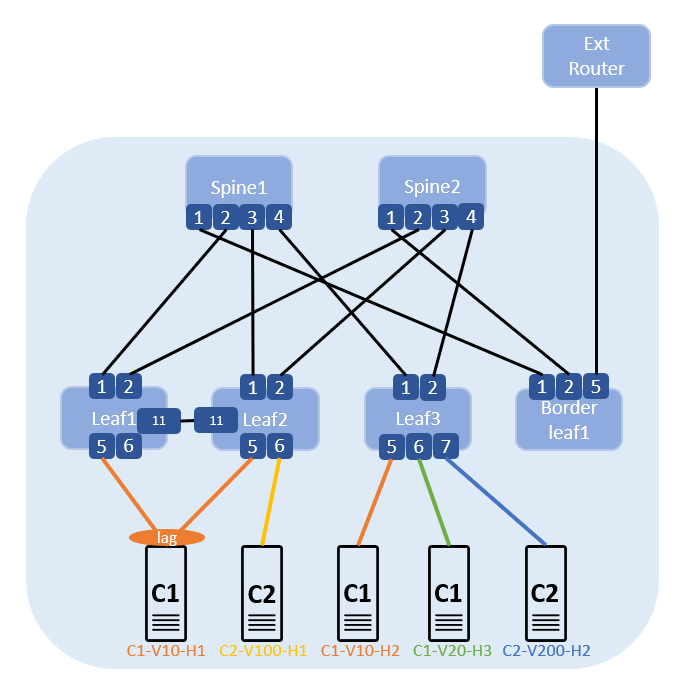 Ext
Router
Spine1
Spine2
1 2 3 4
1 2 3 4
1 2
1 2
1 2
1 2 5
Leaf1
11
11
Leaf2
Leaf3
Border
leaf1
5 6
5 6
5 6 7
lag
C1
C2
C1
C1
C2
C1-V10-H1
C2-V100-H1
C1-V10-H2
C1-V20-H3
C2-V200-H2